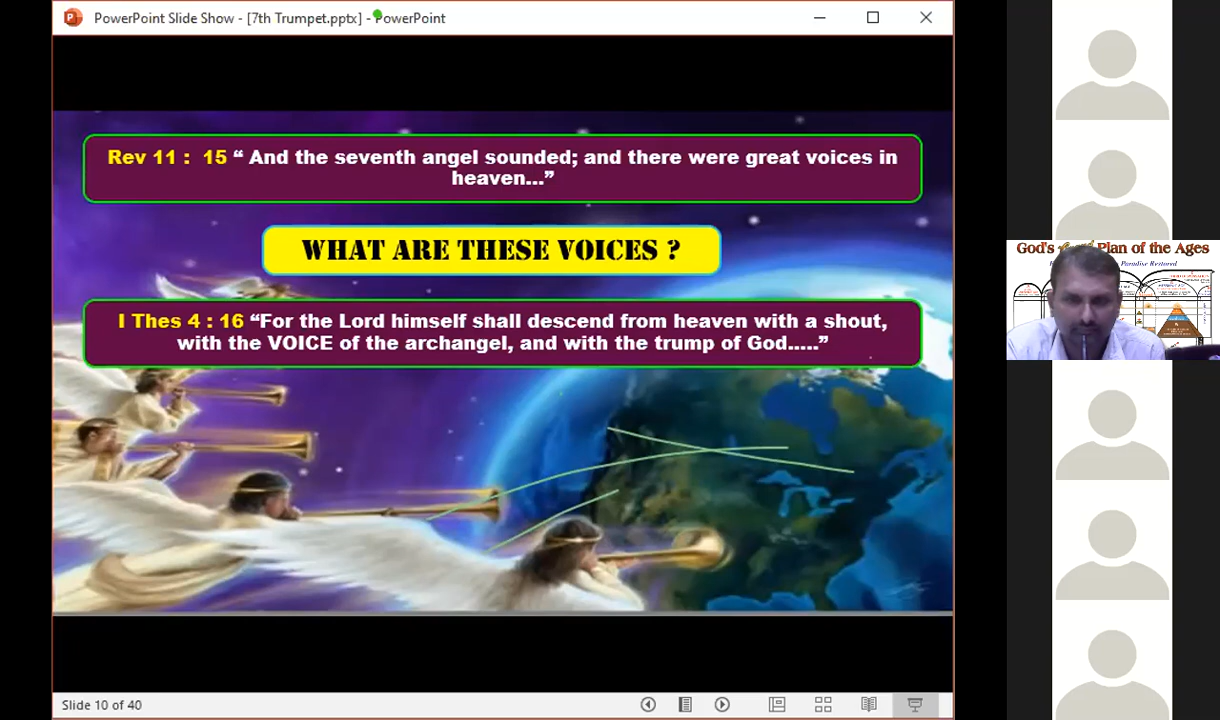 PowerPoint Slide Show - [7th Trumpet.pptx] - PowerPoint
Rev 11 : 15 “ And the seventh angel sounded; and there were great voices in
heaven...”
WHAT ARE THESE VOICES ?
I Thes 4 : 16 “For the Lord himself shall descend from heaven with a shout,
with the VOICE of the archangel, and with the trump of God.....”
God's Plan of the Ages
Paradise Restored
Slide 10 of 40